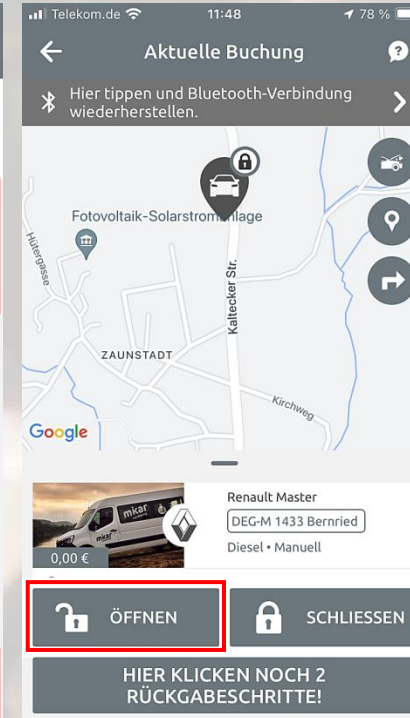 Telekom.de
11:48
78 %
Aktuelle Buchung
?
Hier tippen und Bluetooth-Verbindung
wiederherstellen.
Fotovoltaik-Solarstromanlage
Hütergasse
Kaltecker Str.
ZAUNSTADT
Kirchweg
Google
mkar
mikar
0,00 €
Renault Master
DEG-M 1433 Bernried
Diesel • Manuell
ÖFFNEN
SCHLIESSEN
HIER KLICKEN NOCH 2
RÜCKGABESCHRITTE!